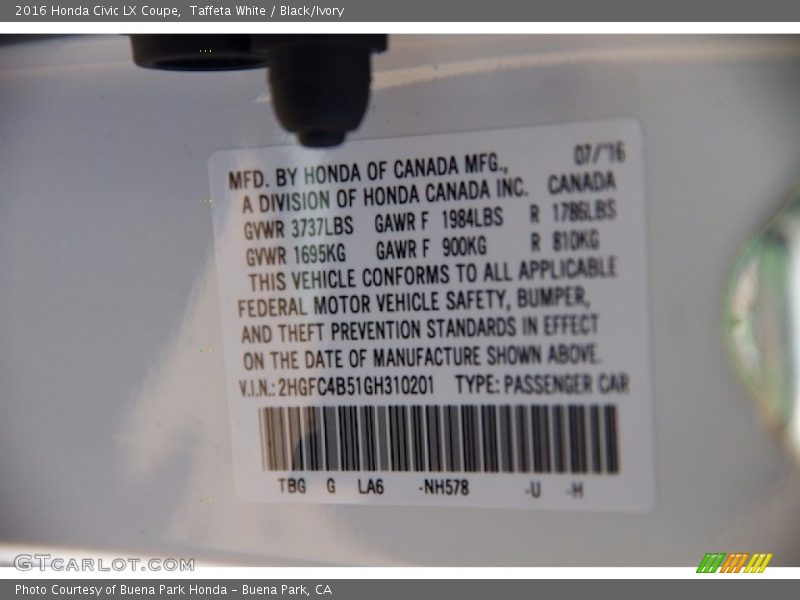 2016 Honda Civic LX Coupe, Taffeta White / Black/Ivory
07/'16
MFD. BY HONDA OF CANADA MFG.,
A DIVISION OF HONDA CANADA INC. CANADA
GVWR 3737LBS GAWR F 1984LBS R 1786LBS
GVWR 1695KG GAWR F 900KG R 810KG
THIS VEHICLE CONFORMS TO ALL APPLICABLE
FEDERAL MOTOR VEHICLE SAFETY, BUMPER,
AND THEFT PREVENTION STANDARDS IN EFFECT
ON THE DATE OF MANUFACTURE SHOWN ABOVE.
V.I.N.: 2HGFC4B51GH310201 TYPE: PASSENGER CAR
TBG G LA6 -NH578 -U -H
GTCARLOT.COM
Photo Courtesy of Buena Park Honda - Buena Park, CA